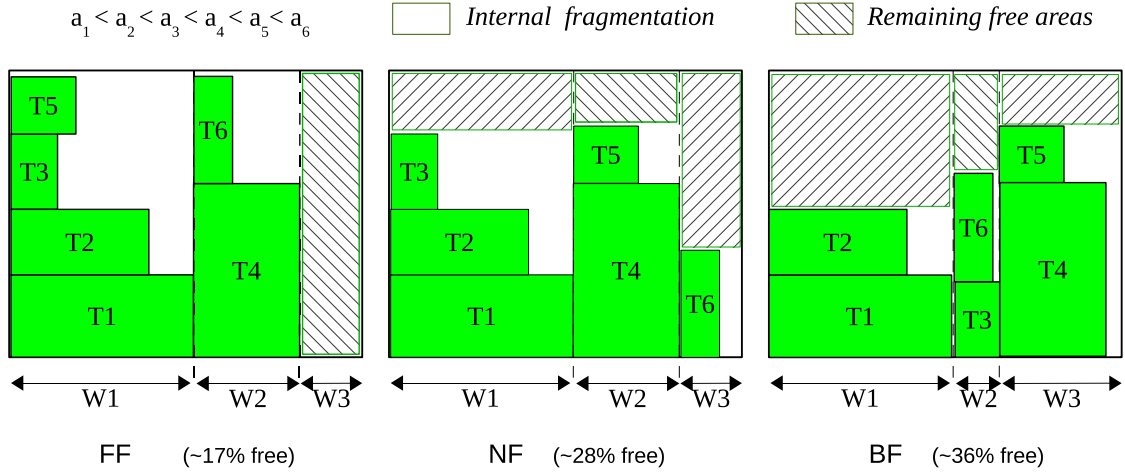 a1 < a2 < a3 < a4 < a5 < a6
Internal fragmentation
Remaining free areas
T5
T3
T2
T1
T6
T4
W1
W2
W3
FF (~17% free)
T3
T2
T1
T5
T4
T6
W1
W2
W3
NF (~28% free)
T2
T1
T6
T3
T5
T4
W1
W2
W3
BF (~36% free)